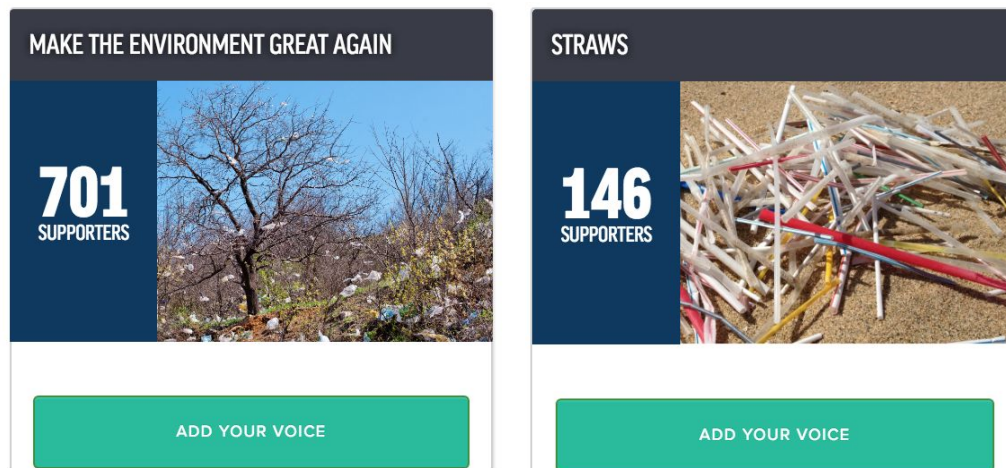 MAKE THE ENVIRONMENT GREAT AGAIN
701
SUPPORTERS
ADD YOUR VOICE
STRAWS
146
SUPPORTERS
ADD YOUR VOICE